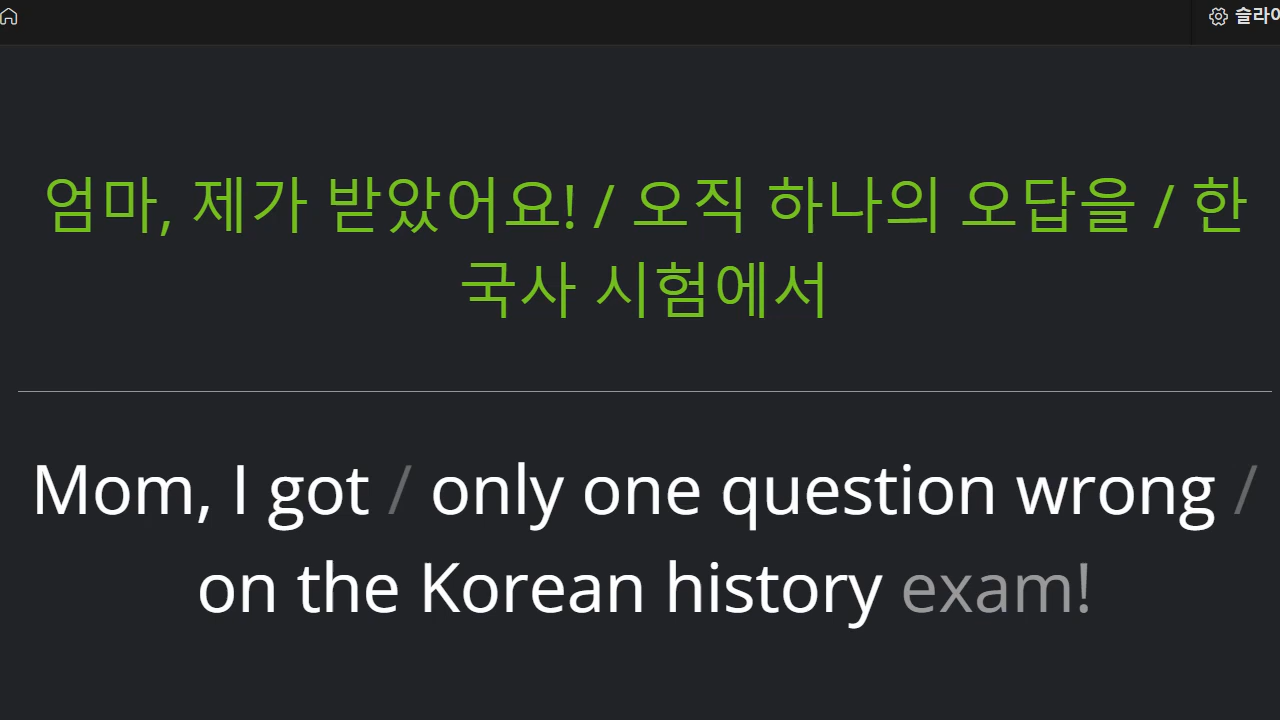 슬라이
엄마, 제가 받았어요! / 오직 하나의 오답을 / 한
국사 시험에서
Mom, I got / only one question wrong /
on the Korean history exam!